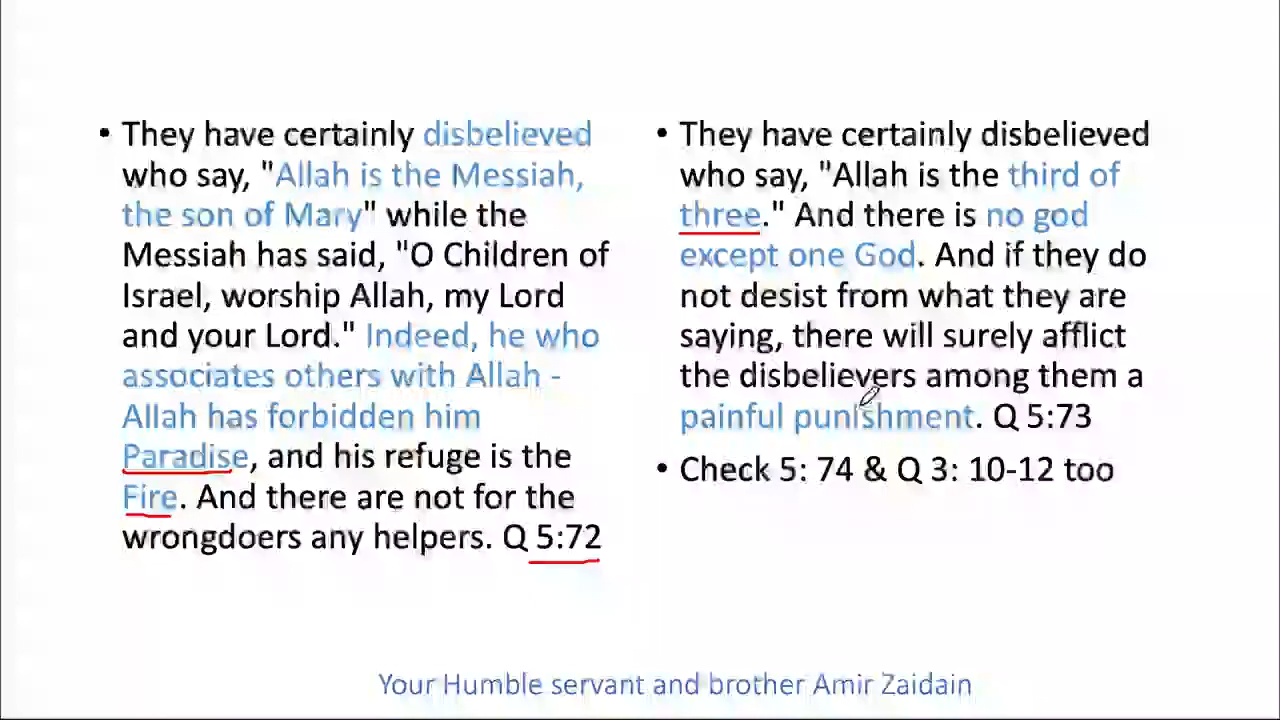 • They have certainly disbelieved
who say, "Allah is the Messiah,
the son of Mary" while the
Messiah has said, "O Children of
Israel, worship Allah, my Lord
and your Lord." Indeed, he who
associates others with Allah -
Allah has forbidden him
Paradise, and his refuge is the
Fire. And there are not for the
wrongdoers any helpers. Q 5:72
• They have certainly disbelieved
who say, "Allah is the third of
three." And there is no god
except one God. And if they do
not desist from what they are
saying, there will surely afflict
the disbelievers among them a
painful punishment. Q 5:73
• Check 5: 74 & Q 3: 10-12 too
Your Humble servant and brother Amir Zaidain